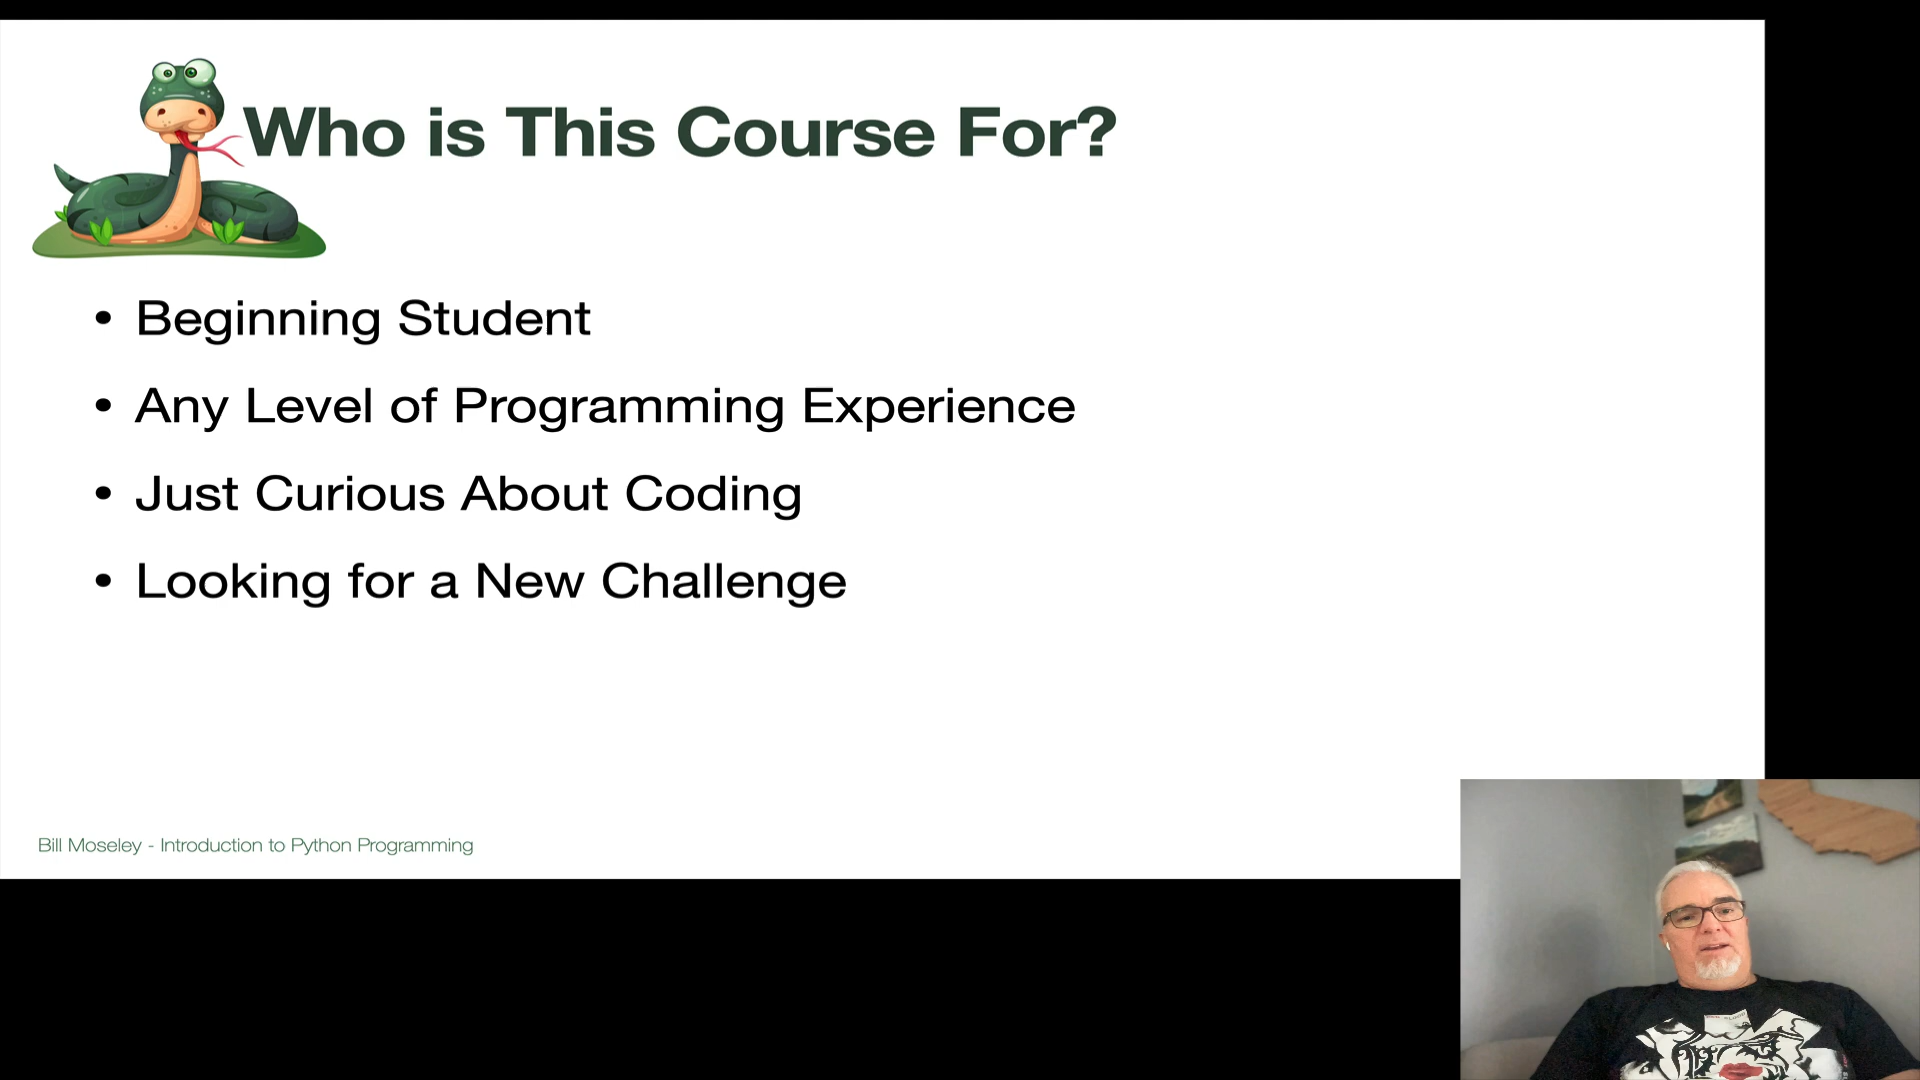 Who is This Course For?
• Beginning Student
• Any Level of Programming Experience
• Just Curious About Coding
• Looking for a New Challenge
Bill Moseley - Introduction to Python Programming